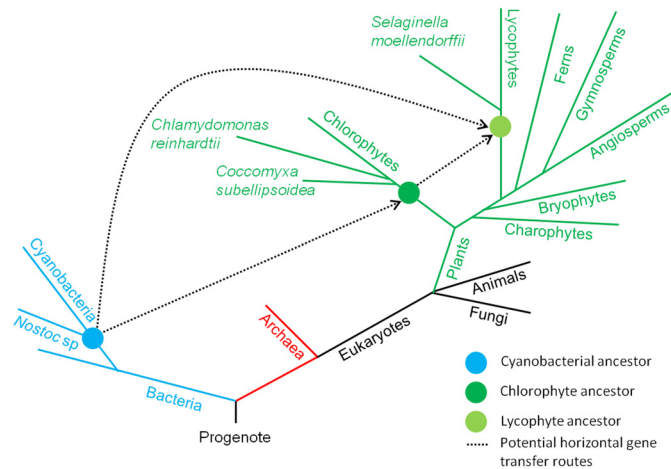 Selaginella
moellendorffii
Lycophytes
Ferns
Gymnosperms
Angiosperms
Chlamydomonas
reinhardtii
Chlorophytes
Coccomyxa
subellipsoidea
Bryophytes
Charophytes
Plants
Cyanobacteria
Nostoc sp
Animals
Fungi
Archaea
Eukaryotes
Bacteria
Progenote
Cyanobacterial ancestor
Chlorophyte ancestor
Lycophyte ancestor
Potential horizontal gene
transfer routes